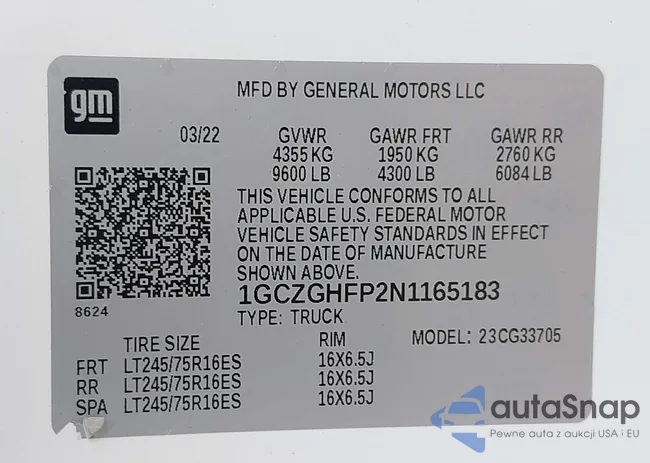 gm
MFD BY GENERAL MOTORS LLC
03/22 GVWR GAWR FRT GAWR RR
4355 KG 1950 KG 2760 KG
9600 LB 4300 LB 6084 LB
THIS VEHICLE CONFORMS TO ALL
APPLICABLE U.S. FEDERAL MOTOR
VEHICLE SAFETY STANDARDS IN EFFECT
ON THE DATE OF MANUFACTURE
SHOWN ABOVE.
8624
1GCZGHFP2N1165183
TYPE: TRUCK MODEL: 23CG33705
TIRE SIZE RIM
FRT LT245/75R16ES 16X6.5J
RR LT245/75R16ES 16X6.5J
SPA LT245/75R16ES 16X6.5J
autaSnap
Pewne auta z aukcji USA i EU